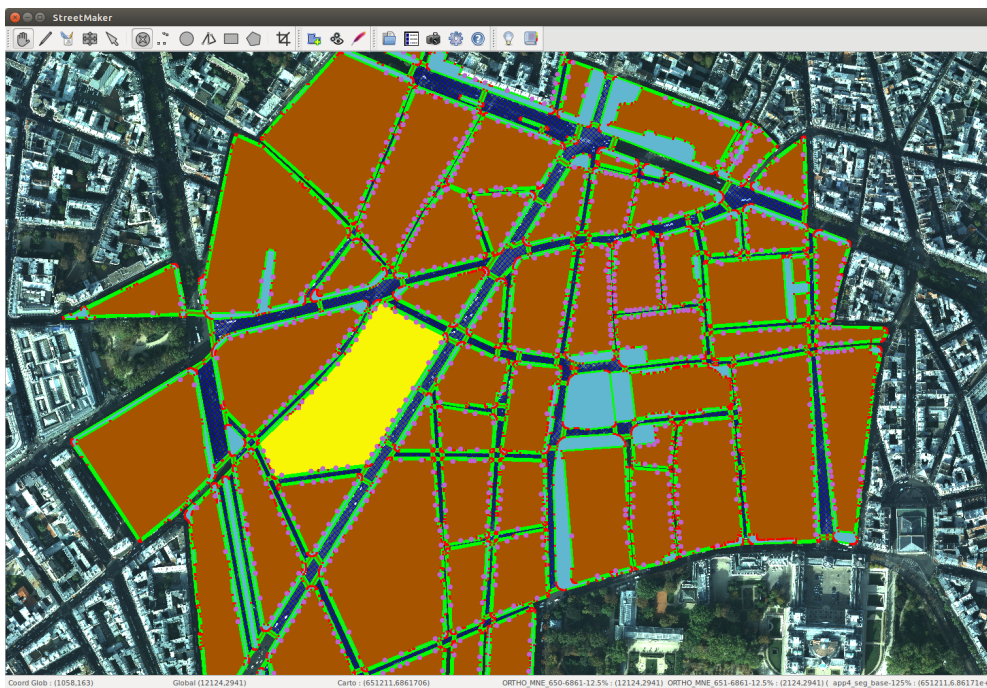 StreetMaker
Coord Glob : (1058,163) Global (12124,2941) Carto : (651211,6861706) ORTHO_MNE_650-6861-12.5% : (12124,2941) ORTHO_MNE_651-6861-12.5% : (2124,2941) ( app4_seg_base-125% : (651211,6.86171e+